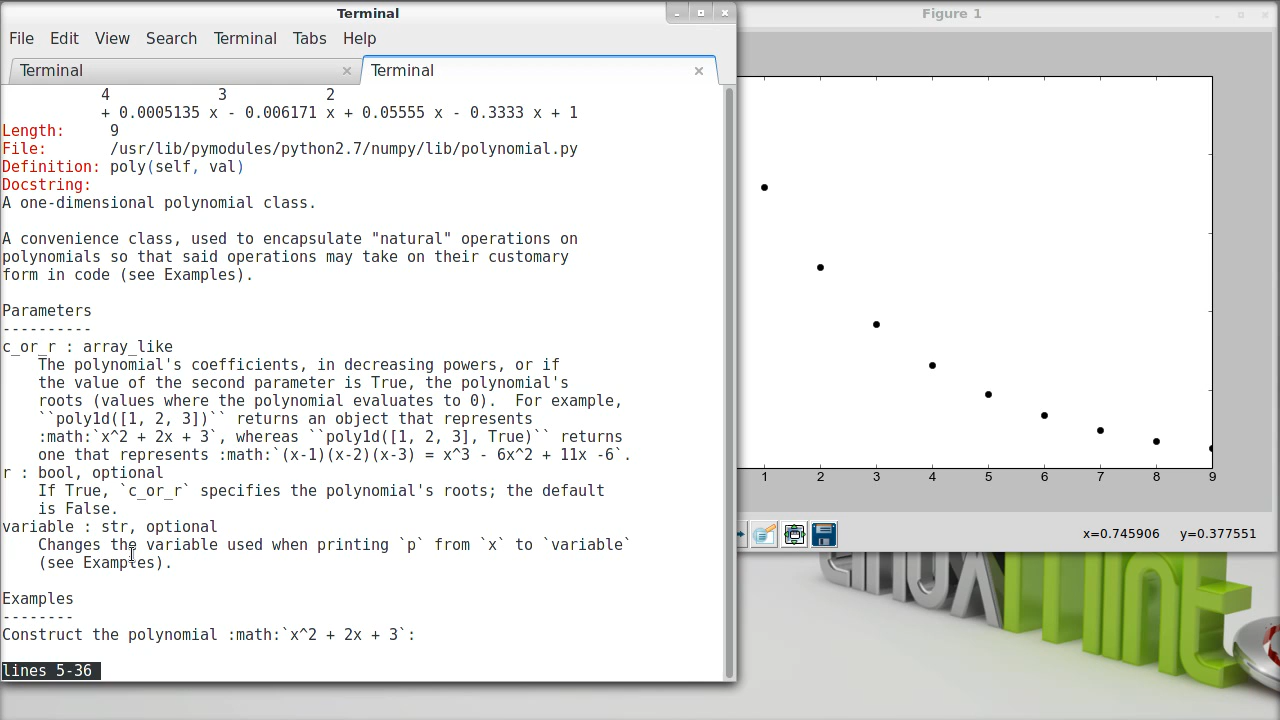 Terminal
File Edit View Search Terminal Tabs Help
Terminal
Terminal
4 3 2
+ 0.0005135 x - 0.006171 x + 0.05555 x - 0.3333 x + 1
Length: 9
File: /usr/lib/pymodules/python2.7/numpy/lib/polynomial.py
Definition: poly(self, val)
Docstring:
A one-dimensional polynomial class.
A convenience class, used to encapsulate "natural" operations on
polynomials so that said operations may take on their customary
form in code (see Examples).
Parameters
----------
c_or_r : array_like
The polynomial's coefficients, in decreasing powers, or if
the value of the second parameter is True, the polynomial's
roots (values where the polynomial evaluates to 0). For example,
``poly1d([1, 2, 3])`` returns an object that represents
:math:`x^2 + 2x + 3`, whereas ``poly1d([1, 2, 3], True)`` returns
one that represents :math:`(x-1)(x-2)(x-3) = x^3 - 6x^2 + 11x -6`.
r : bool, optional
If True, `c_or_r` specifies the polynomial's roots; the default
is False.
variable : str, optional
Changes the variable used when printing `p` from `x` to `variable`
(see Examples).
Examples
--------
Construct the polynomial :math:`x^2 + 2x + 3`:
lines 5-36
Figure 1
1 2 3 4 5 6 7 8 9
x=0.745906 y=0.377551
linux
mint